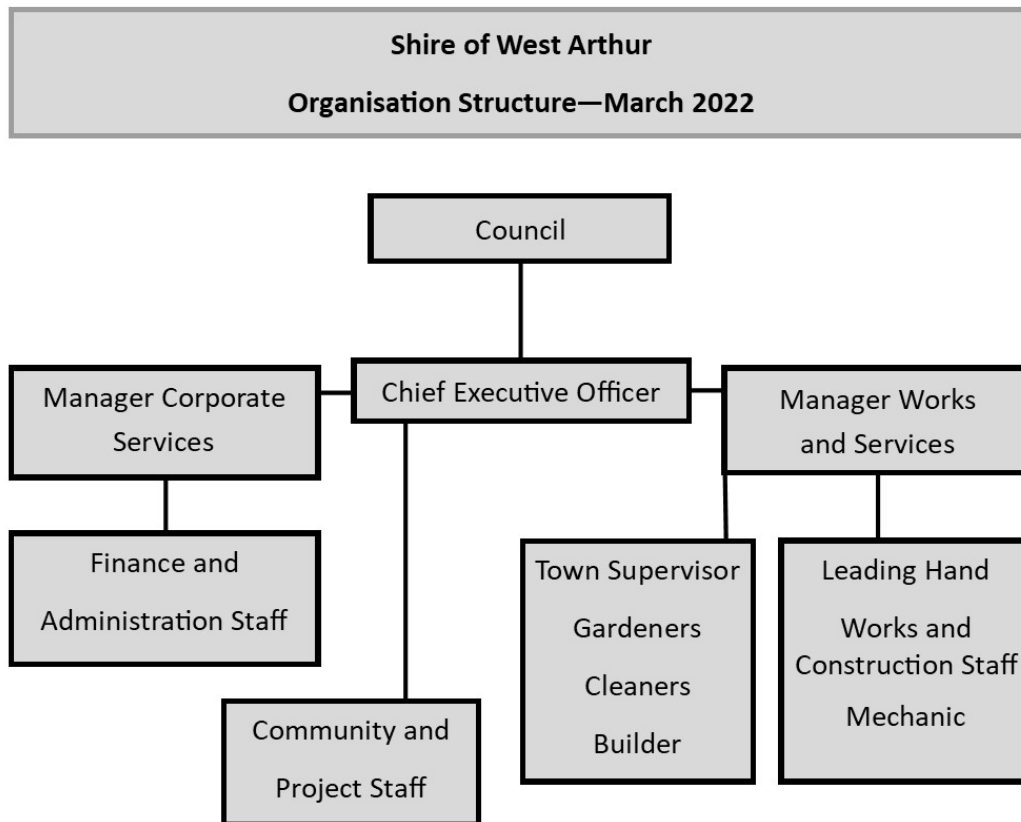 Shire of West Arthur
Organisation Structure—March 2022
Council
Manager Corporate
Services
Chief Executive Officer
Manager Works
and Services
Finance and
Administration Staff
Town Supervisor
Gardeners
Cleaners
Builder
Leading Hand
Works and
Construction Staff
Mechanic
Community and
Project Staff